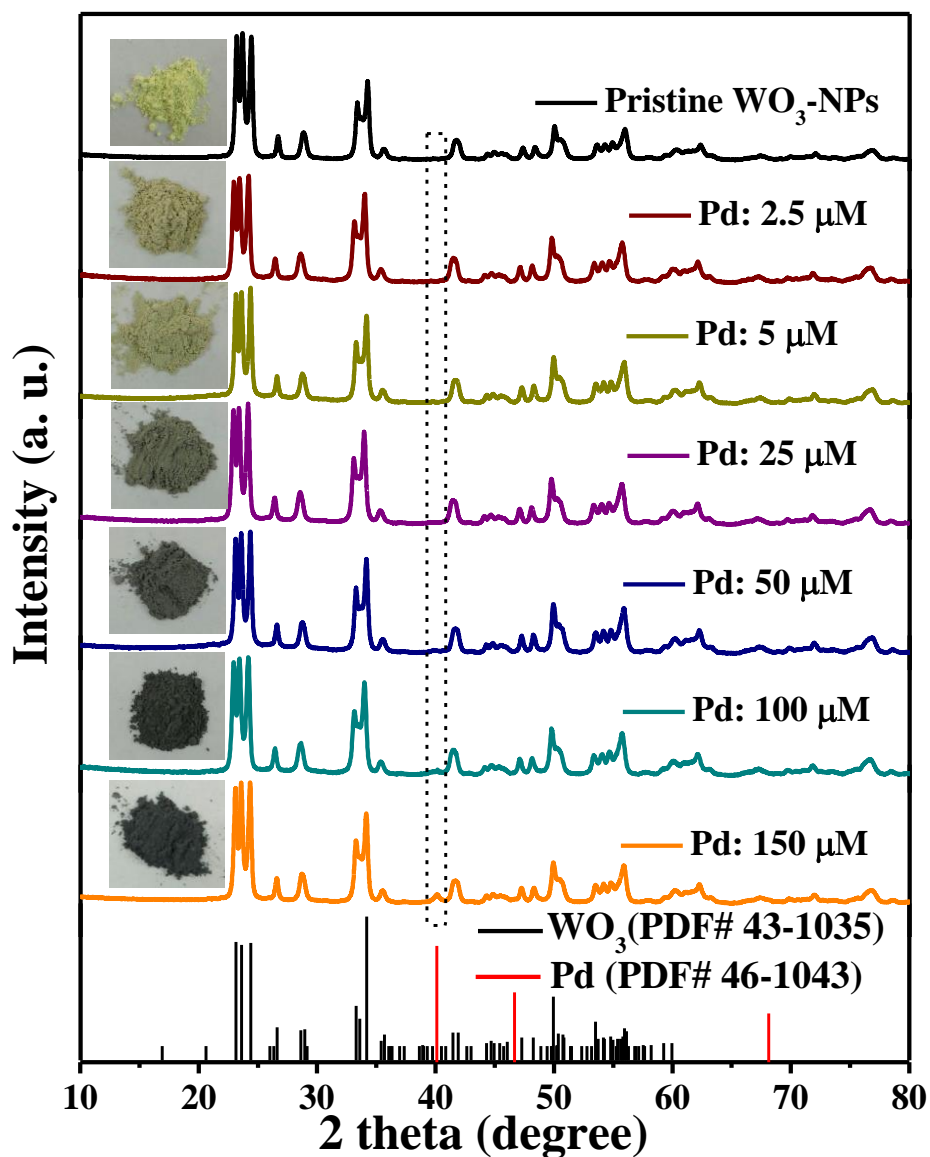 Intensity (a. u.)
Pristine WO₃-NPs
Pd: 2.5 μM
Pd: 5 μM
Pd: 25 μM
Pd: 50 μM
Pd: 100 μM
Pd: 150 μM
WO₃(PDF# 43-1035)
Pd (PDF# 46-1043)
10 20 30 40 50 60 70 80
2 theta (degree)